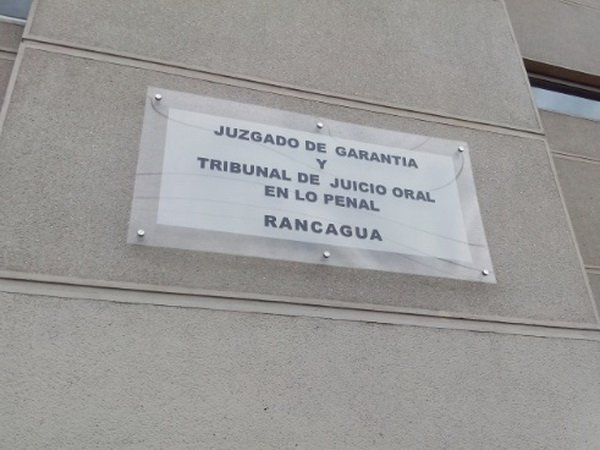 JUZGADO DE GARANTIA
Y
TRIBUNAL DE JUICIO ORAL
EN LO PENAL
RANCAGUA